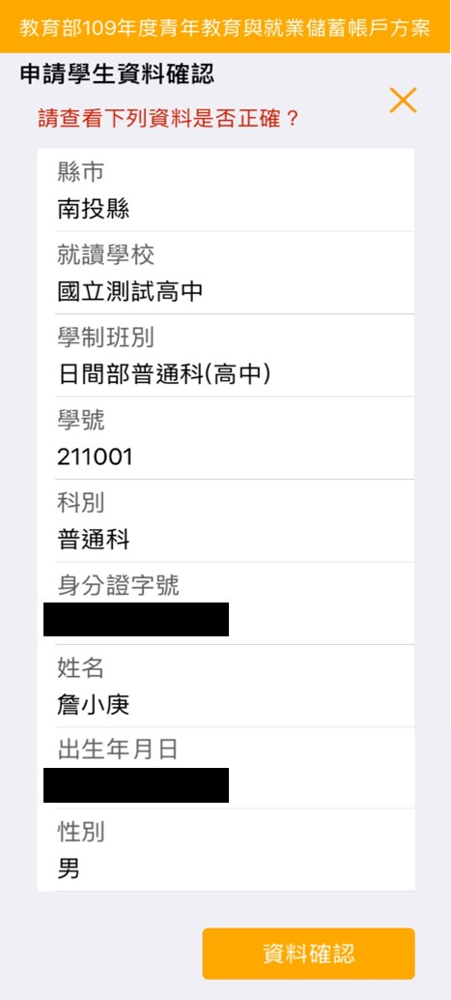 教育部109年度青年教育與就業儲蓄帳戶方案
申請學生資料確認
請查看下列資料是否正確？
縣市
南投縣
就讀學校
國立測試高中
學制班別
日間部普通科(高中)
學號
211001
科別
普通科
身分證字號
姓名
詹小庚
出生年月日
性別
男
資料確認